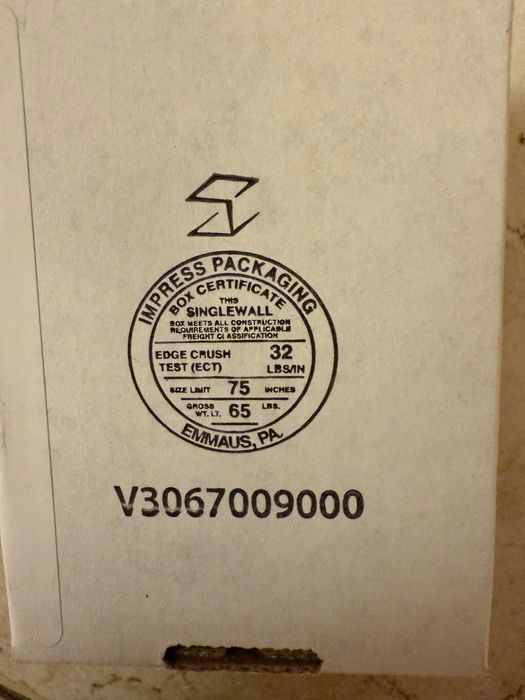 IMPRESS PACKAGING
BOX CERTIFICATE
THIS
SINGLEWALL
BOX MEETS ALL CONSTRUCTION
REQUIREMENTS OF APPLICABLE
FREIGHT CLASSIFICATION
EDGE CRUSH TEST (ECT) 32 LBS/IN
SIZE LIMIT 75 INCHES
GROSS WT. LT. 65 LBS.
EMMAUS, PA.
V3067009000